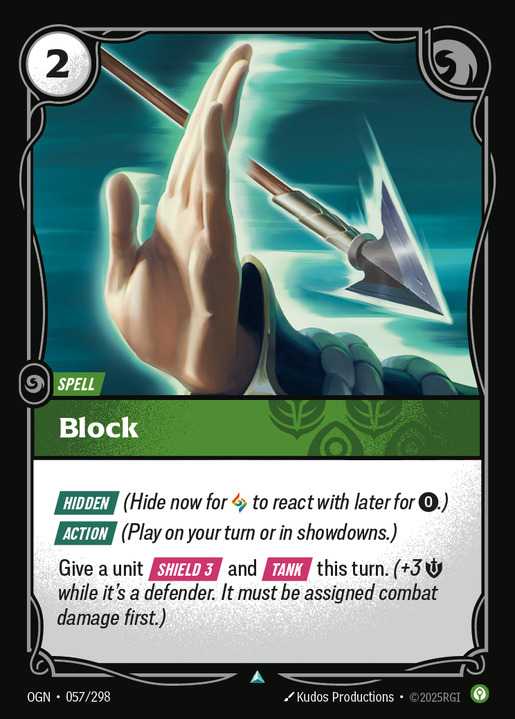 2
SPELL
Block
HIDDEN (Hide now for to react with later for 0.)
ACTION (Play on your turn or in showdowns.)
Give a unit SHIELD 3 and TANK this turn. (+3
while it's a defender. It must be assigned combat
damage first.)
OGN • 057/298
Kudos Productions • ©2025RGI